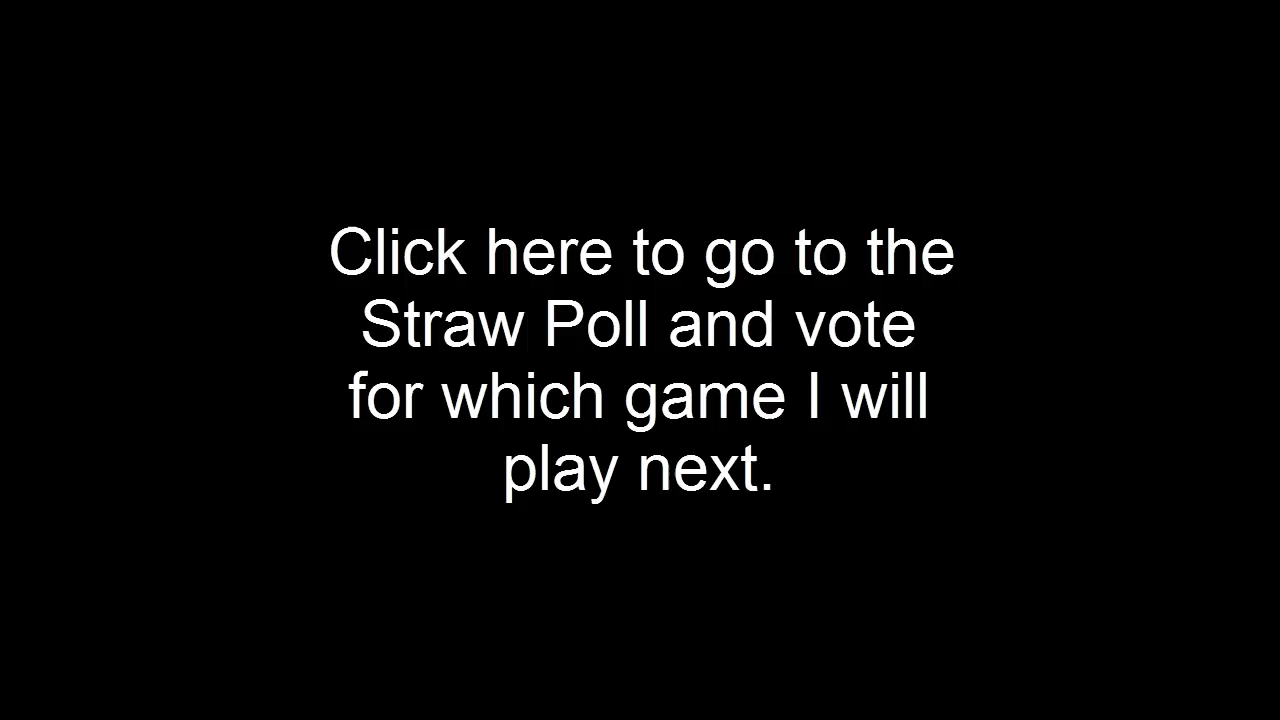 Click here to go to the
Straw Poll and vote
for which game I will
play next.